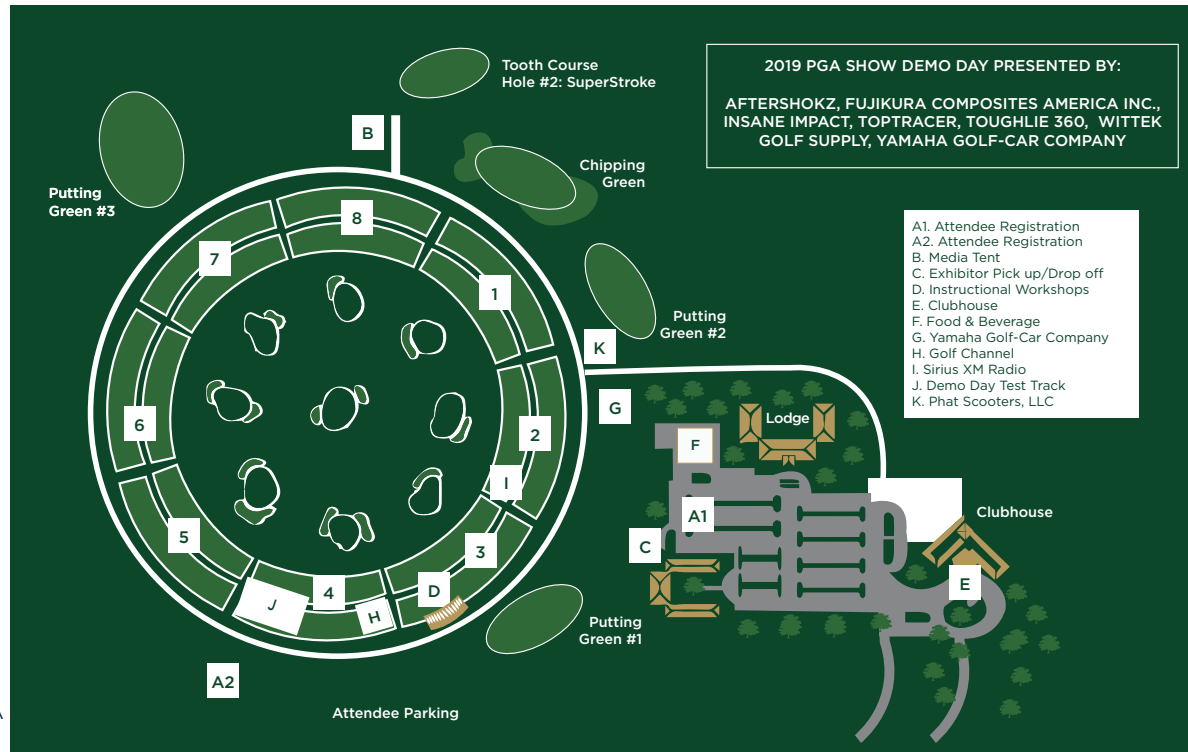 Tooth Course
Hole #2: SuperStroke
2019 PGA SHOW DEMO DAY PRESENTED BY:
AFTERSHOKZ, FUJIKURA COMPOSITES AMERICA INC.,
INSANE IMPACT, TOPTRACER, TOUGHLIE 360, WITTEK
GOLF SUPPLY, YAMAHA GOLF-CAR COMPANY
B
Chipping
Green
Putting
Green #3
8
7
1
A1. Attendee Registration
A2. Attendee Registration
B. Media Tent
C. Exhibitor Pick up/Drop off
D. Instructional Workshops
E. Clubhouse
F. Food & Beverage
G. Yamaha Golf-Car Company
H. Golf Channel
I. Sirius XM Radio
J. Demo Day Test Track
K. Phat Scooters, LLC
Putting
Green #2
K
G
Lodge
6
2
F
I
A1
Clubhouse
5
3
C
E
4
D
J
H
Putting
Green #1
A2
Attendee Parking
A